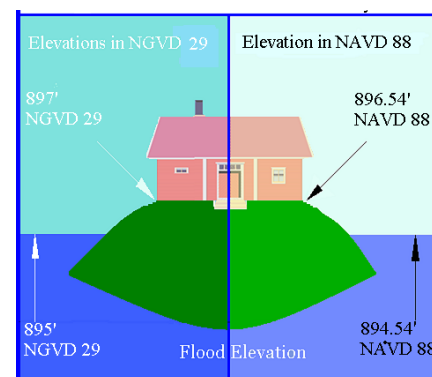 Elevations in NGVD 29
Elevation in NAVD 88
897'
NGVD 29
896.54'
NAVD 88
895'
NGVD 29
894.54'
NAVD 88
Flood Elevation